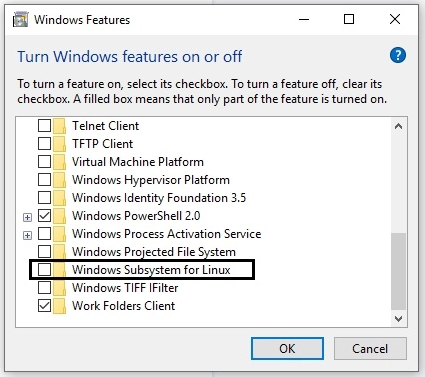 Windows Features
Turn Windows features on or off
To turn a feature on, select its checkbox. To turn a feature off, clear its
checkbox. A filled box means that only part of the feature is turned on.
Telnet Client
TFTP Client
Virtual Machine Platform
Windows Hypervisor Platform
Windows Identity Foundation 3.5
Windows PowerShell 2.0
Windows Process Activation Service
Windows Projected File System
Windows Subsystem for Linux
Windows TIFF IFilter
Work Folders Client
OK Cancel